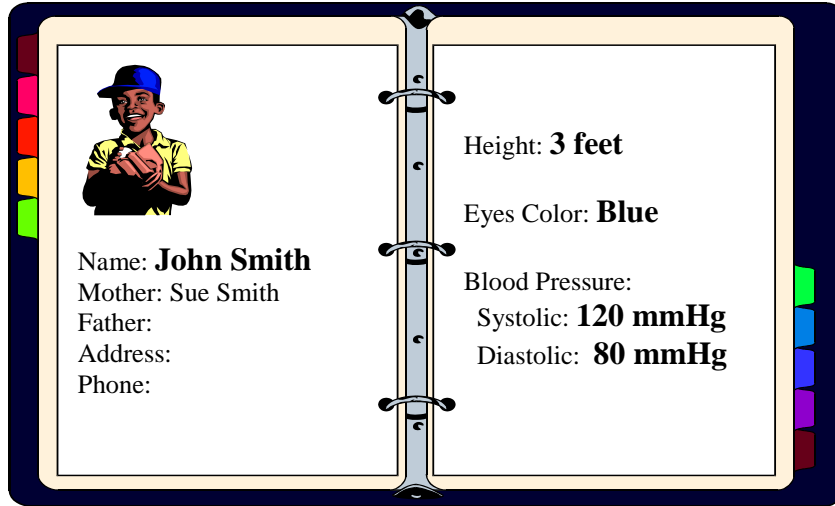 Name: John Smith
Mother: Sue Smith
Father:
Address:
Phone:
Height: 3 feet
Eyes Color: Blue
Blood Pressure:
Systolic: 120 mmHg
Diastolic: 80 mmHg